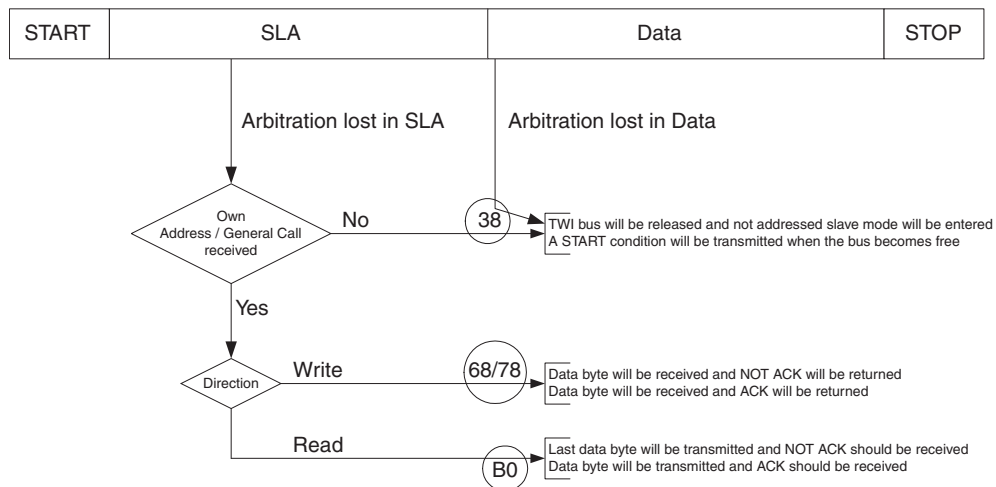 START
SLA
Data
STOP
Arbitration lost in SLA
Arbitration lost in Data
Own
Address / General Call
received
No
38
TWI bus will be released and not addressed slave mode will be entered
A START condition will be transmitted when the bus becomes free
Yes
Direction
Write
68/78
Data byte will be received and NOT ACK will be returned
Data byte will be received and ACK will be returned
Read
B0
Last data byte will be transmitted and NOT ACK should be received
Data byte will be transmitted and ACK should be received